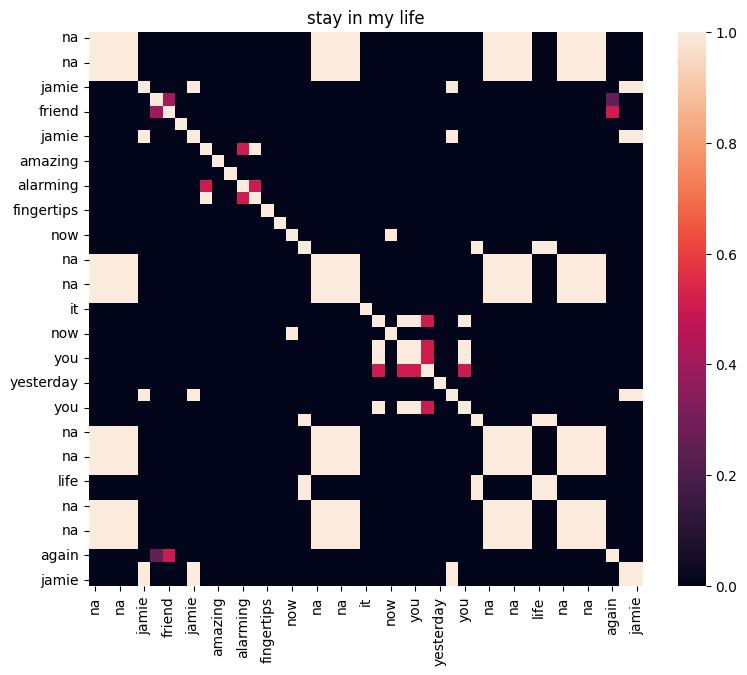 stay in my life
na
na
jamie
friend
jamie
amazing
alarming
fingertips
now
na
na
it
now
you
yesterday
you
na
na
life
na
na
again
jamie
1.0
0.8
0.6
0.4
0.2
0.0
na
na
jamie
friend
jamie
amazing
alarming
fingertips
now
na
na
it
now
you
yesterday
you
na
na
life
na
na
again
jamie